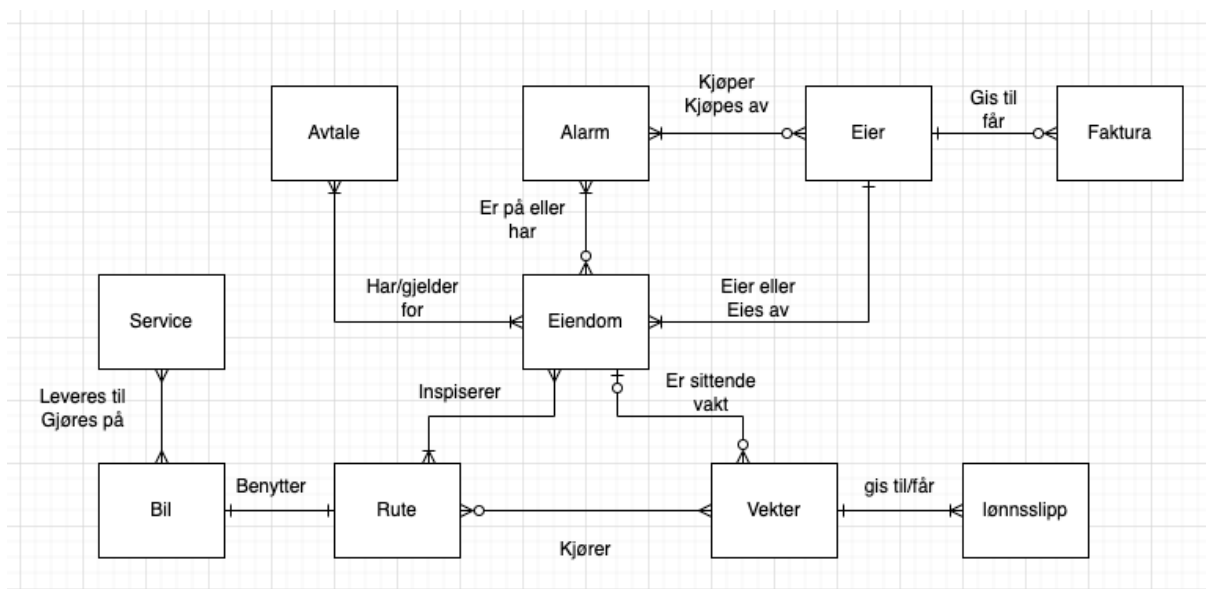 Kjøper
Kjøpes av
Gis til
får
Avtale
Alarm
Eier
Faktura
Er på eller
har
Har/gjelder
for
Eier eller
Eies av
Service
Eiendom
Leveres til
Gjøres på
Inspiserer
Er sittende
vakt
Benytter
gis til/får
Bil
Rute
Vekter
lønnsslipp
Kjører